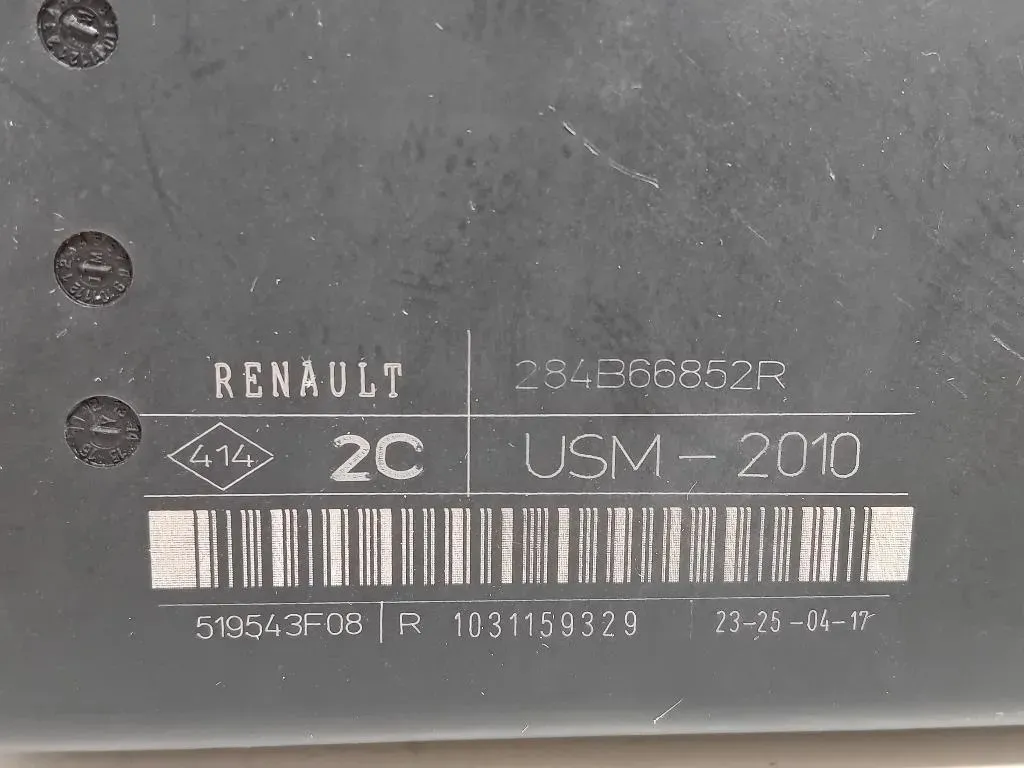 RENAULT 284B66852R
414 2C USM - 2010
519543F08 R 1031159329 23-25-04-17